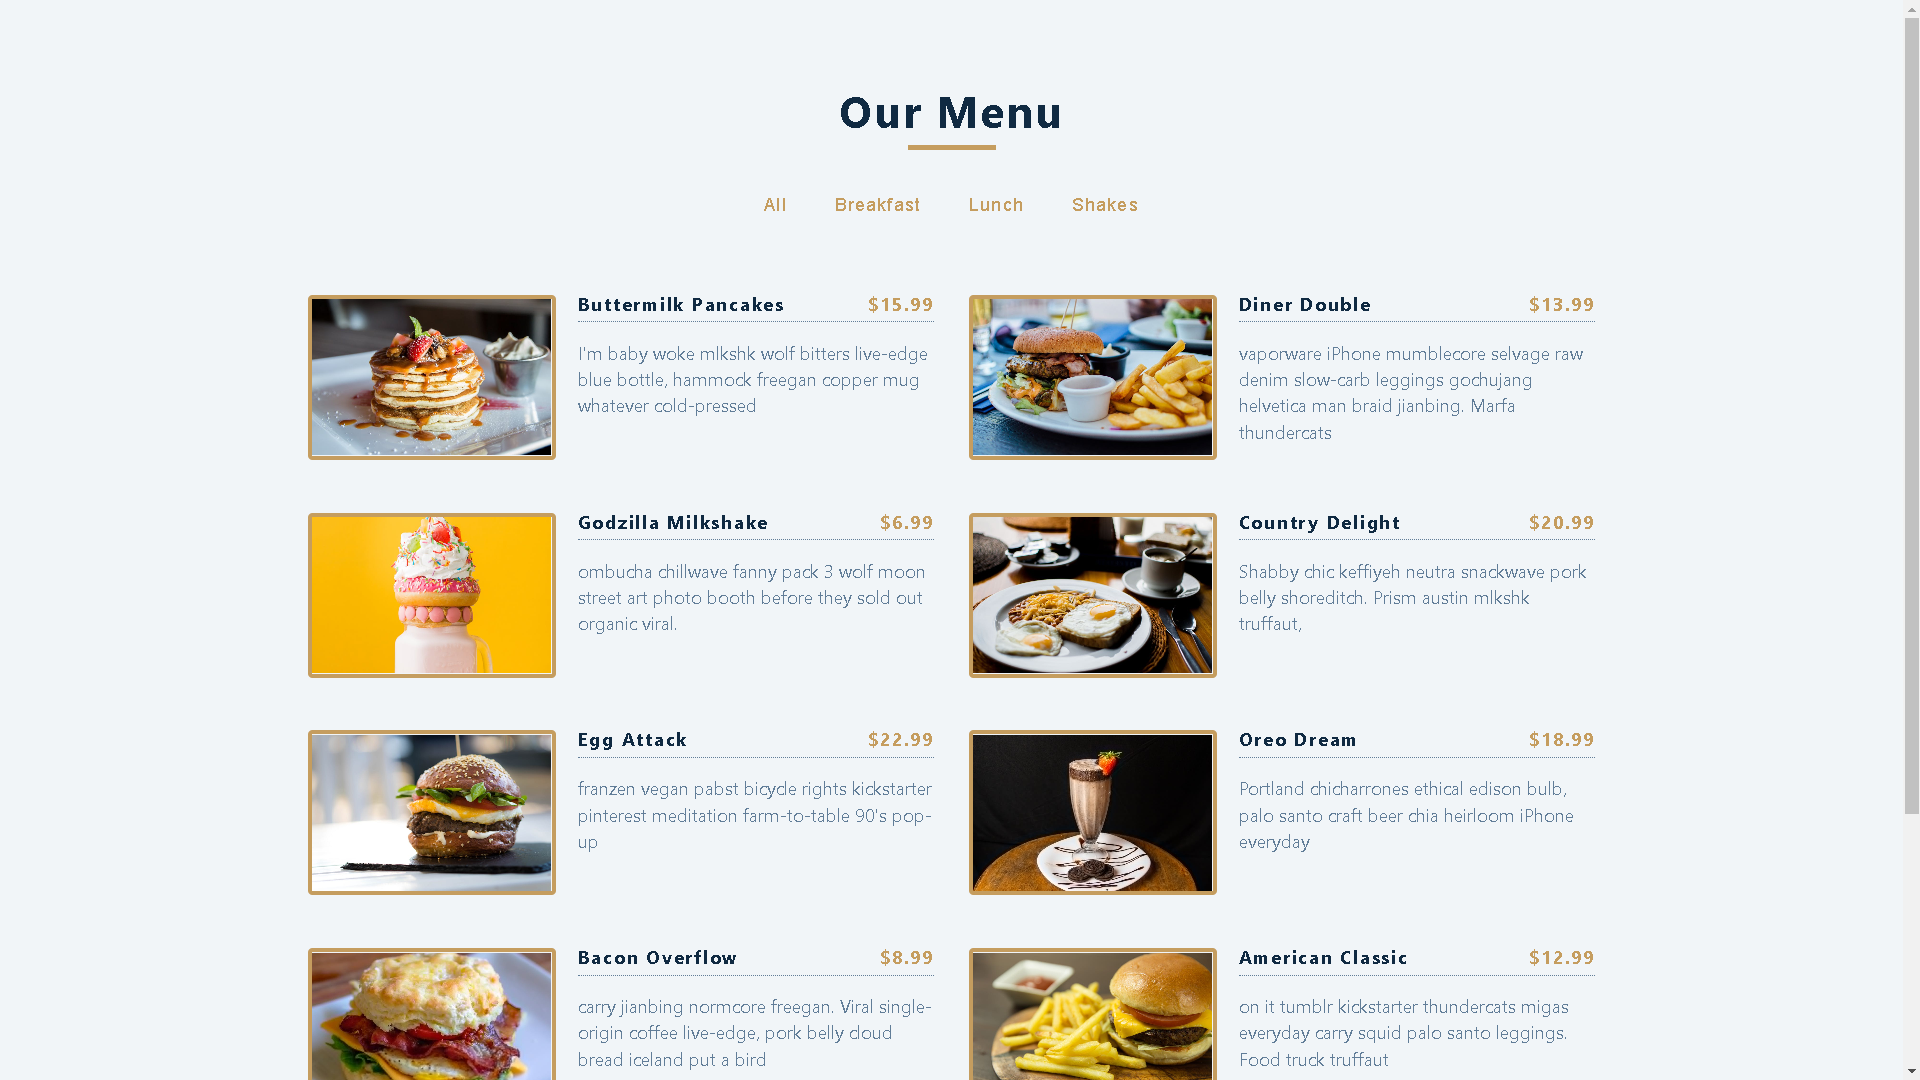 Our Menu
All Breakfast Lunch Shakes
Buttermilk Pancakes $15.99
I'm baby woke mlkshk wolf bitters live-edge
blue bottle, hammock freegan copper mug
whatever cold-pressed
Diner Double $13.99
vaporware iPhone mumblecore selvage raw
denim slow-carb leggings gochujang
helvetica man braid jianbing. Marfa
thundercats
Godzilla Milkshake $6.99
ombucha chillwave fanny pack 3 wolf moon
street art photo booth before they sold out
organic viral.
Country Delight $20.99
Shabby chic keffiyeh neutra snackwave pork
belly shoreditch. Prism austin mlkshk
truffaut,
Egg Attack $22.99
franzen vegan pabst bicycle rights kickstarter
pinterest meditation farm-to-table 90's pop-
up
Oreo Dream $18.99
Portland chicharrones ethical edison bulb,
palo santo craft beer chia heirloom iPhone
everyday
Bacon Overflow $8.99
carry jianbing normcore freegan. Viral single-
origin coffee live-edge, pork belly cloud
bread iceland put a bird
American Classic $12.99
on it tumblr kickstarter thundercats migas
everyday carry squid palo santo leggings.
Food truck truffaut